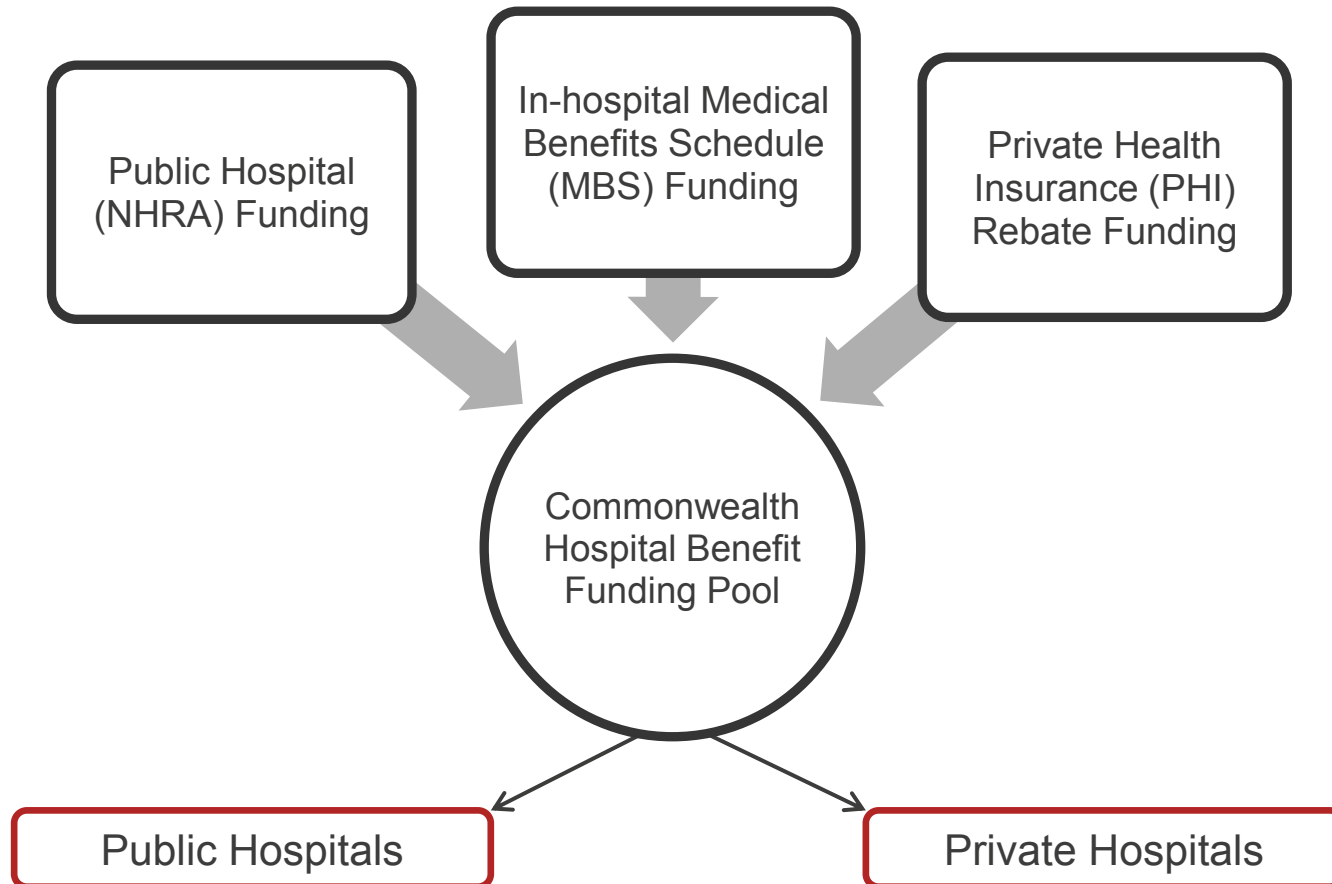 Public Hospital
(NHRA) Funding
In-hospital Medical
Benefits Schedule
(MBS) Funding
Private Health
Insurance (PHI)
Rebate Funding
Commonwealth
Hospital Benefit
Funding Pool
Public Hospitals
Private Hospitals